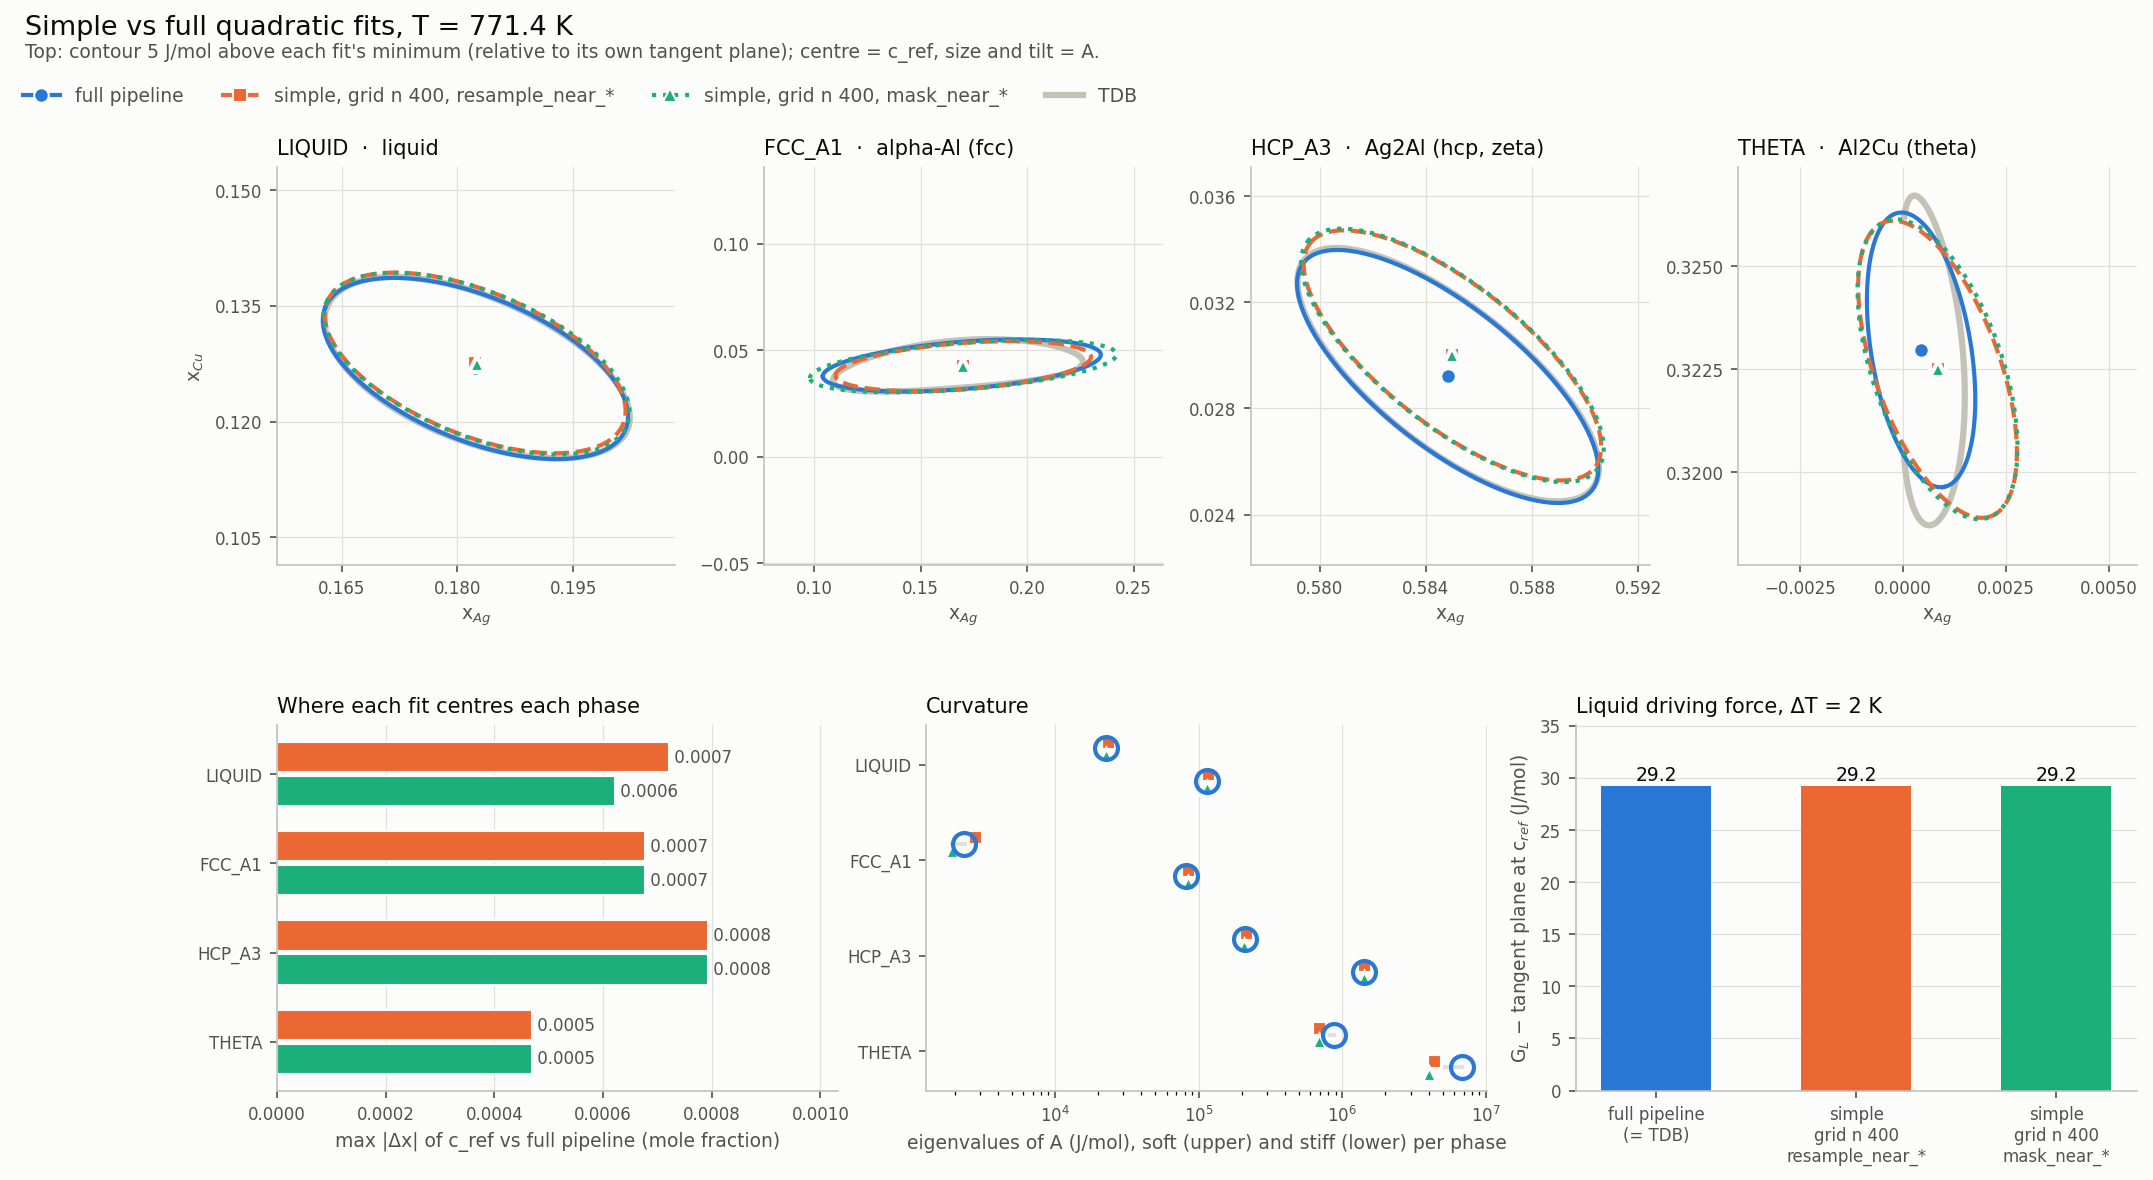 Simple vs full quadratic fits, T = 771.4 K
Top: contour 5 J/mol above each fit's minimum (relative to its own tangent plane); centre = c_ref, size and tilt = A.
full pipeline
simple, grid n 400, resample_near_*
simple, grid n 400, mask_near_*
TDB
LIQUID · liquid
0.150
0.135
0.120
0.105
x_Cu
0.165 0.180 0.195
x_Ag
FCC_A1 · alpha-Al (fcc)
0.10
0.05
0.00
−0.05
0.10 0.15 0.20 0.25
x_Ag
HCP_A3 · Ag2Al (hcp, zeta)
0.036
0.032
0.028
0.024
0.580 0.584 0.588 0.592
x_Ag
THETA · Al2Cu (theta)
0.3250
0.3225
0.3200
−0.0025 0.0000 0.0025 0.0050
x_Ag
Where each fit centres each phase
LIQUID
0.0007
0.0006
FCC_A1
0.0007
0.0007
HCP_A3
0.0008
0.0008
THETA
0.0005
0.0005
0.0000 0.0002 0.0004 0.0006 0.0008 0.0010
max |Δx| of c_ref vs full pipeline (mole fraction)
Curvature
LIQUID
FCC_A1
HCP_A3
THETA
10^4 10^5 10^6 10^7
eigenvalues of A (J/mol), soft (upper) and stiff (lower) per phase
Liquid driving force, ΔT = 2 K
G_L − tangent plane at c_ref (J/mol)
35
30
25
20
15
10
5
0
29.2 29.2 29.2
full pipeline
(= TDB)
simple
grid n 400
resample_near_*
simple
grid n 400
mask_near_*